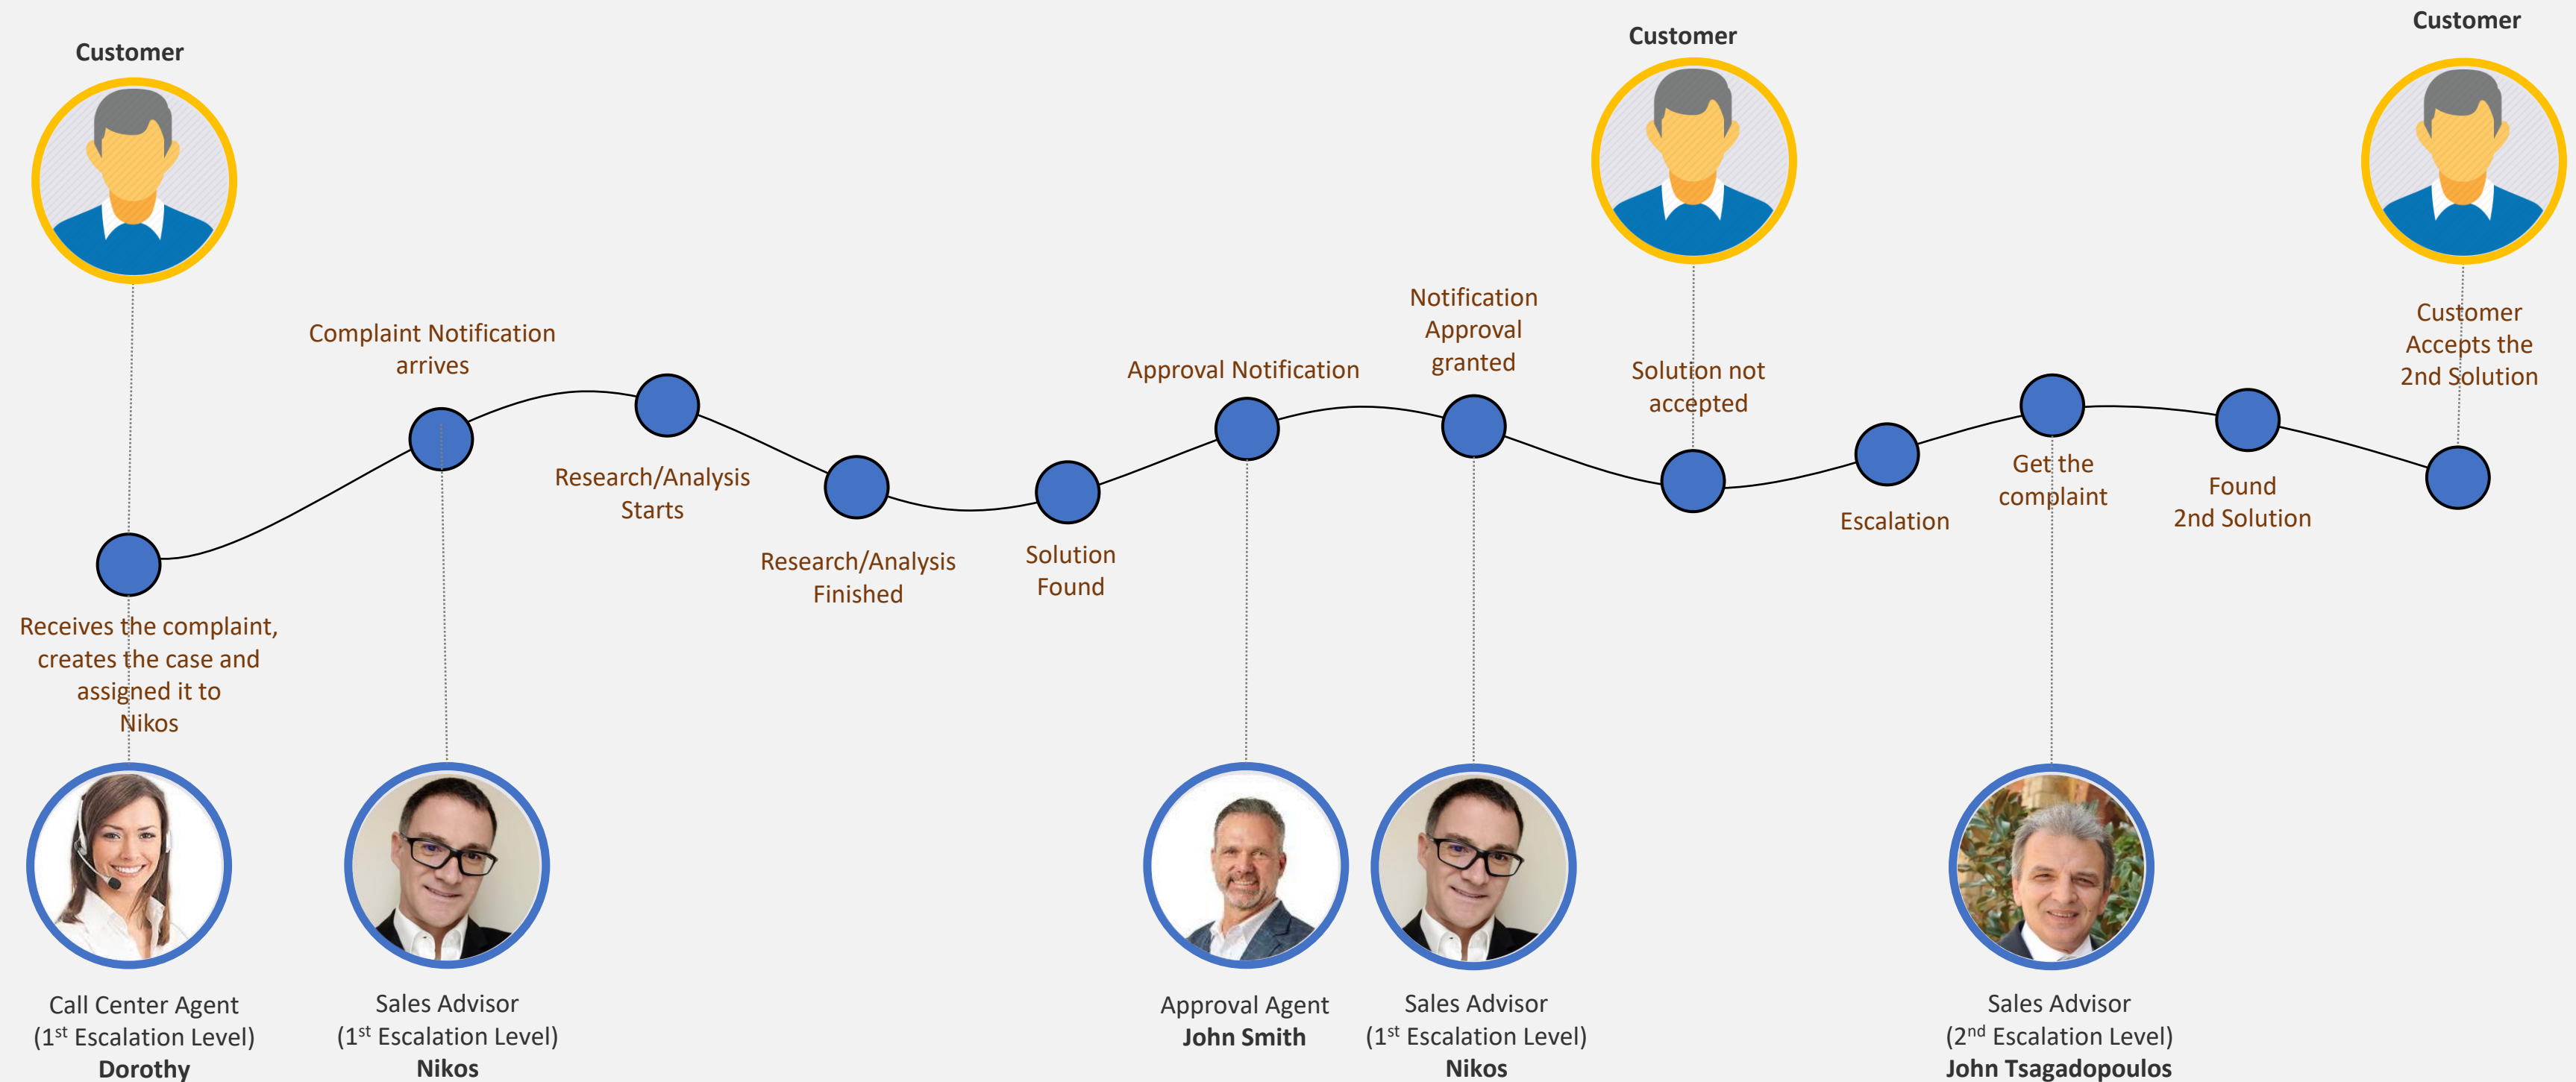 Customer
Customer
Customer
Receives the complaint,
creates the case and
assigned it to
Nikos
Complaint Notification
arrives
Research/Analysis
Starts
Research/Analysis
Finished
Solution
Found
Approval Notification
Notification
Approval
granted
Solution not
accepted
Escalation
Get the
complaint
Found
2nd Solution
Customer
Accepts the
2nd Solution
Call Center Agent
(1st Escalation Level)
Dorothy
Sales Advisor
(1st Escalation Level)
Nikos
Approval Agent
John Smith
Sales Advisor
(1st Escalation Level)
Nikos
Sales Advisor
(2nd Escalation Level)
John Tsagadopoulos